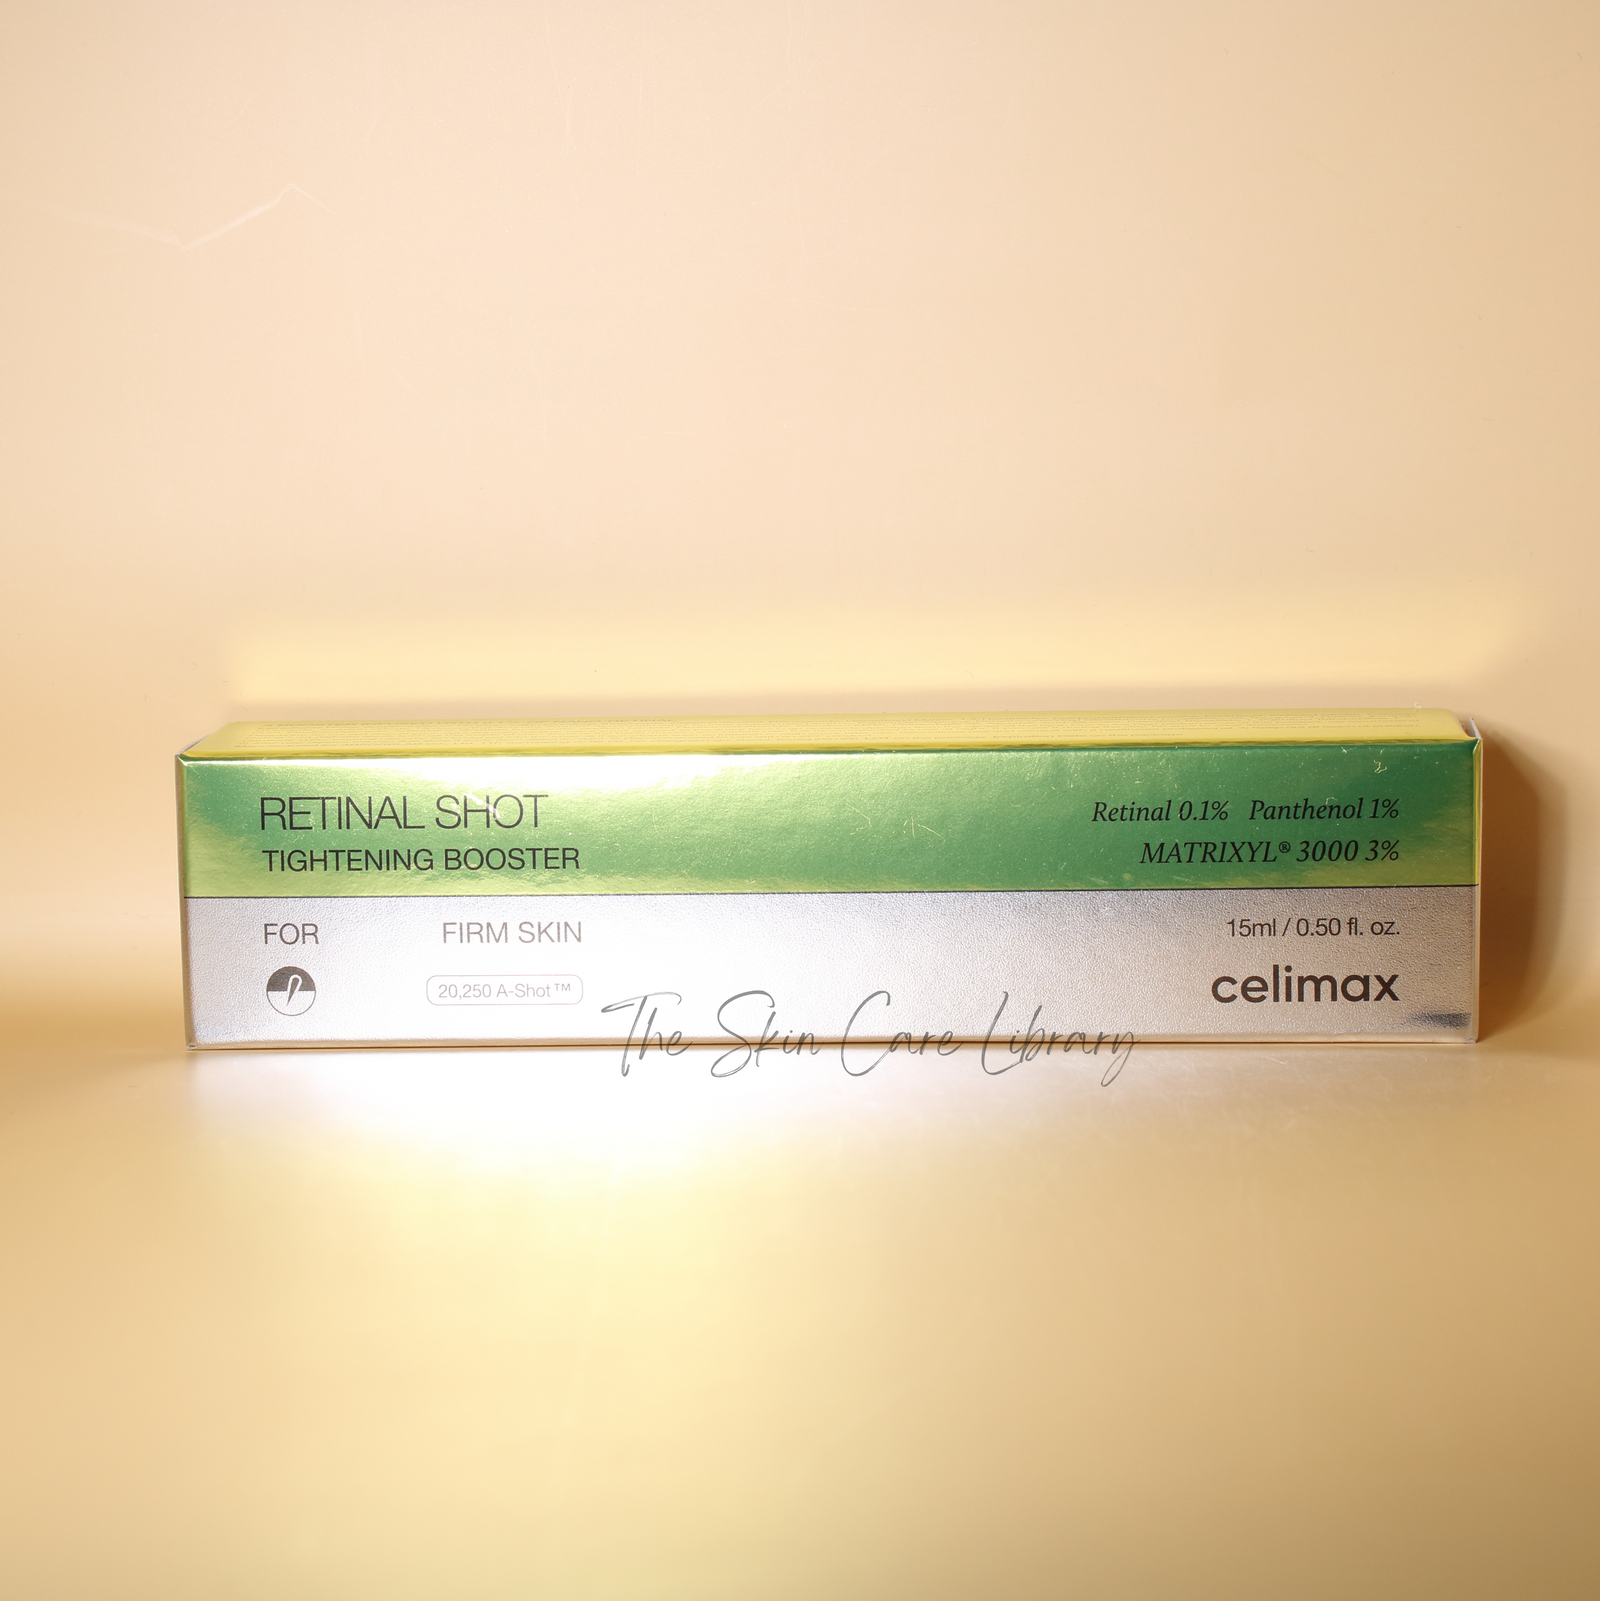 RETINAL SHOT
TIGHTENING BOOSTER
Retinal 0.1% Panthenol 1%
MATRIXYL® 3000 3%
FOR FIRM SKIN
20,250 A-Shot™
15ml / 0.50 fl. oz.
celimax
The Skin Care Library